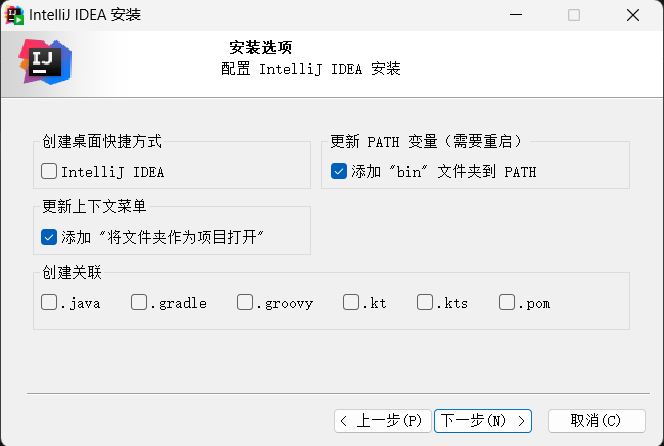 IntelliJ IDEA 安装
IJ
安装选项
配置 IntelliJ IDEA 安装
创建桌面快捷方式
IntelliJ IDEA
更新 PATH 变量（需要重启）
添加 "bin" 文件夹到 PATH
更新上下文菜单
添加 "将文件夹作为项目打开"
创建关联
.java .gradle .groovy .kt .kts .pom
< 上一步(P) 下一步(N) > 取消(C)